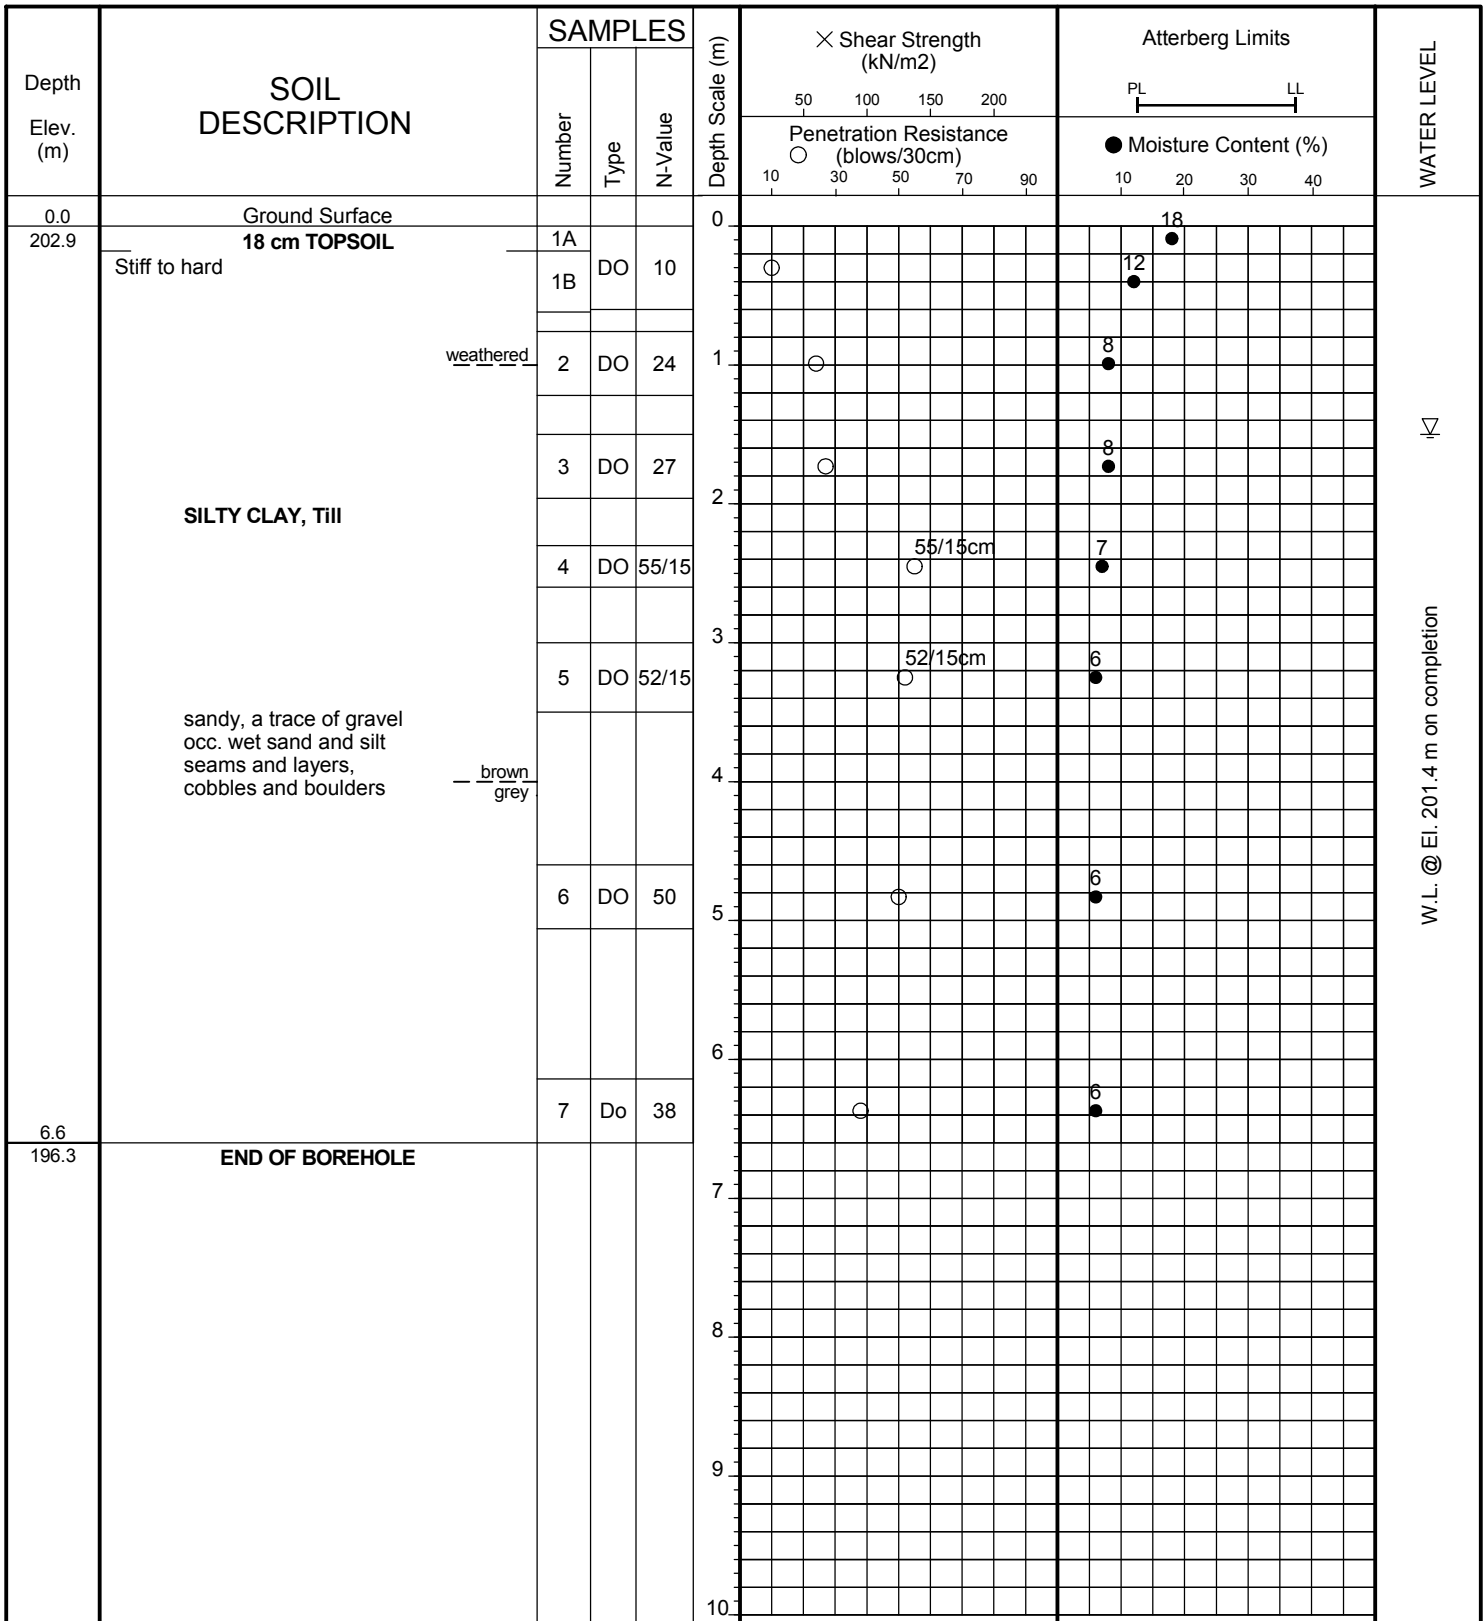 Depth
Elev.
(m)
SOIL
DESCRIPTION
SAMPLES
Number
Type
N-Value
Depth Scale (m)
Shear Strength
(kN/m2)
50 100 150 200
Penetration Resistance
(blows/30cm)
10 30 50 70 90
Atterberg Limits
PL LL
Moisture Content (%)
10 20 30 40
WATER LEVEL
0.0 Ground Surface 0 18
202.9 18 cm TOPSOIL 1A
Stiff to hard DO 10 12
1B
weathered 2 DO 24 1 8
3 DO 27 8
2
SILTY CLAY, Till
55/15cm 7
4 DO 55/15
3
52/15cm 6
5 DO 52/15
sandy, a trace of gravel
occ. wet sand and silt
seams and layers,
cobbles and boulders
brown
grey
4
6 DO 50 6
5
6
7 Do 38 6
6.6
196.3 END OF BOREHOLE
7
8
9
10
W.L. @ El. 201.4 m on completion